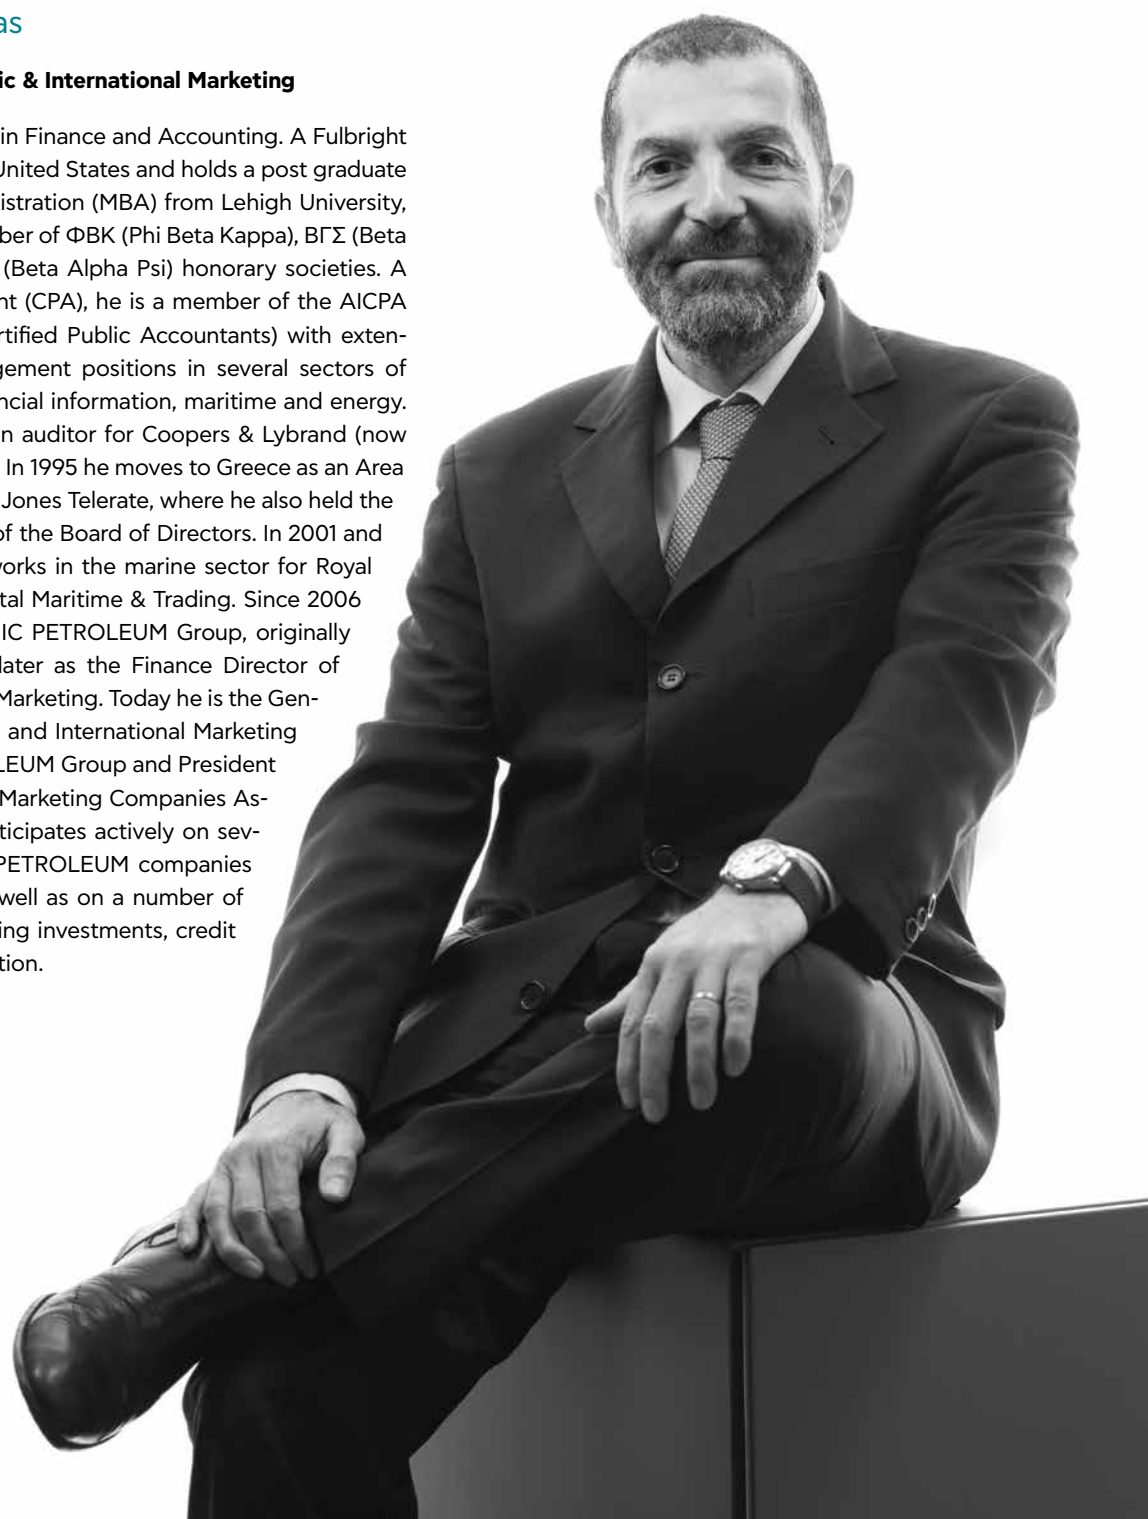 as
ic & International Marketing
in Finance and Accounting. A Fulbright
United States and holds a post graduate
istration (MBA) from Lehigh University,
ber of ΦΒΚ (Phi Beta Kappa), ΒΓΣ (Beta
(Beta Alpha Psi) honorary societies. A
nt (CPA), he is a member of the AICPA
rtified Public Accountants) with exten-
gement positions in several sectors of
ncial information, maritime and energy.
n auditor for Coopers & Lybrand (now
In 1995 he moves to Greece as an Area
Jones Telerate, where he also held the
of the Board of Directors. In 2001 and
works in the marine sector for Royal
tal Maritime & Trading. Since 2006
IC PETROLEUM Group, originally
later as the Finance Director of
Marketing. Today he is the Gen-
and International Marketing
LEUM Group and President
Marketing Companies As-
ticipates actively on sev-
PETROLEUM companies
well as on a number of
ing investments, credit
tion.